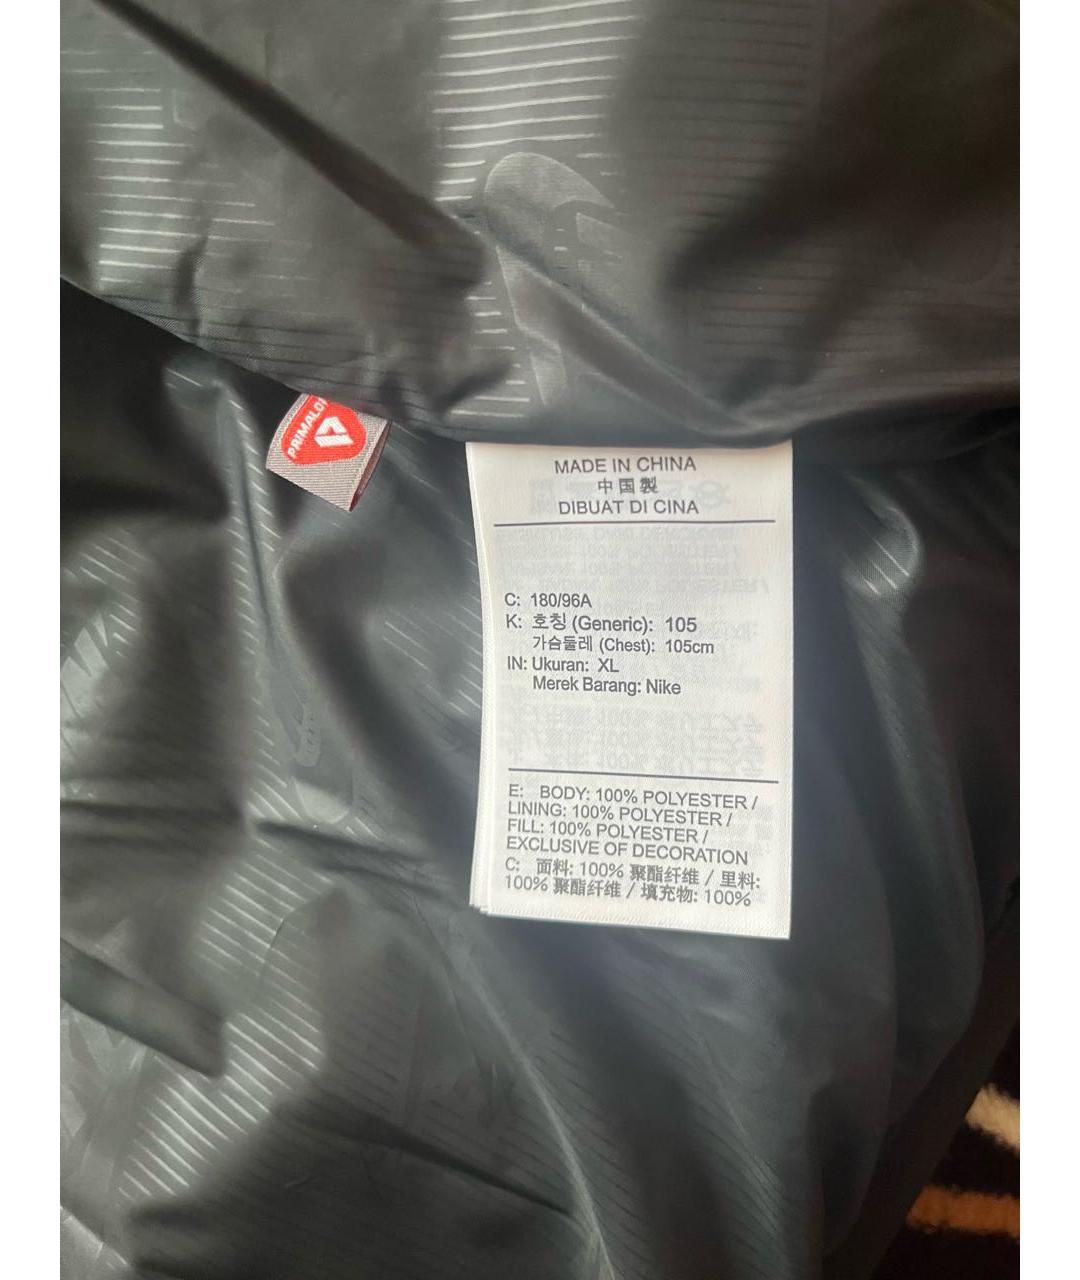 PRIMALO
MADE IN CHINA
中国製
DIBUAT DI CINA
C: 180/96A
K: 호칭 (Generic): 105
가슴둘레 (Chest): 105cm
IN: Ukuran: XL
Merek Barang: Nike
E: BODY: 100% POLYESTER /
LINING: 100% POLYESTER /
FILL: 100% POLYESTER /
EXCLUSIVE OF DECORATION
C: 面料: 100% 聚酯纤维 / 里料:
100% 聚酯纤维 / 填充物: 100%